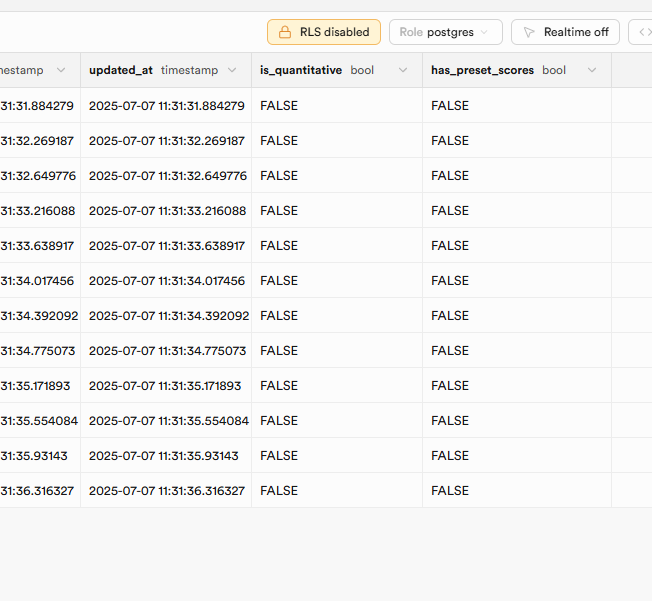 RLS disabled Role postgres Realtime off <>
nestamp updated_at timestamp is_quantitative bool has_preset_scores bool
31:31.884279 2025-07-07 11:31:31.884279 FALSE FALSE
31:32.269187 2025-07-07 11:31:32.269187 FALSE FALSE
31:32.649776 2025-07-07 11:31:32.649776 FALSE FALSE
31:33.216088 2025-07-07 11:31:33.216088 FALSE FALSE
31:33.638917 2025-07-07 11:31:33.638917 FALSE FALSE
31:34.017456 2025-07-07 11:31:34.017456 FALSE FALSE
31:34.392092 2025-07-07 11:31:34.392092 FALSE FALSE
31:34.775073 2025-07-07 11:31:34.775073 FALSE FALSE
31:35.171893 2025-07-07 11:31:35.171893 FALSE FALSE
31:35.554084 2025-07-07 11:31:35.554084 FALSE FALSE
31:35.93143 2025-07-07 11:31:35.93143 FALSE FALSE
31:36.316327 2025-07-07 11:31:36.316327 FALSE FALSE